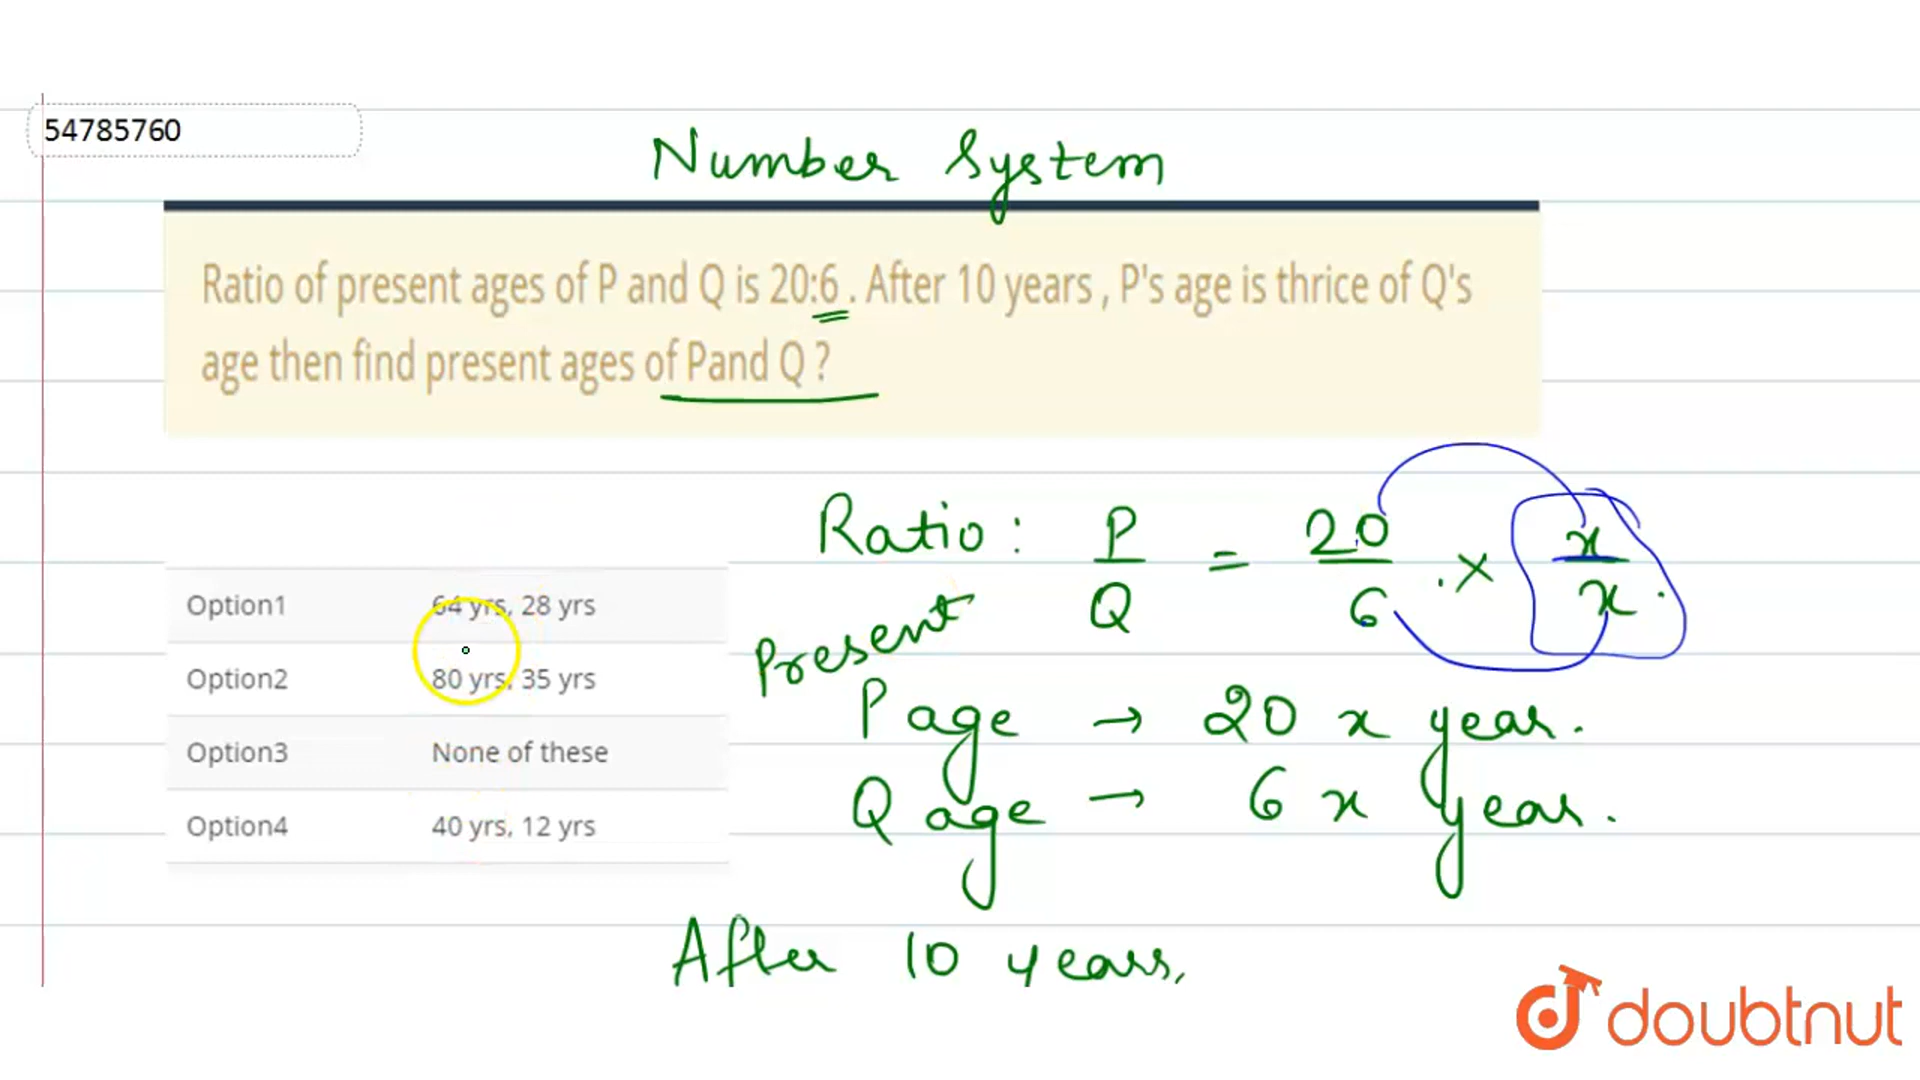 54785760
Number System
Ratio of present ages of P and Q is 20:6 . After 10 years , P's age is thrice of Q's
age then find present ages of Pand Q ?
Ratio : P/Q = 20/6 . × x/x .
Present
Option1 64 yrs, 28 yrs
Option2 80 yrs, 35 yrs
Option3 None of these
Option4 40 yrs, 12 yrs
P age → 20 x year.
Q age → 6 x year.
After 10 years,
doubtnut